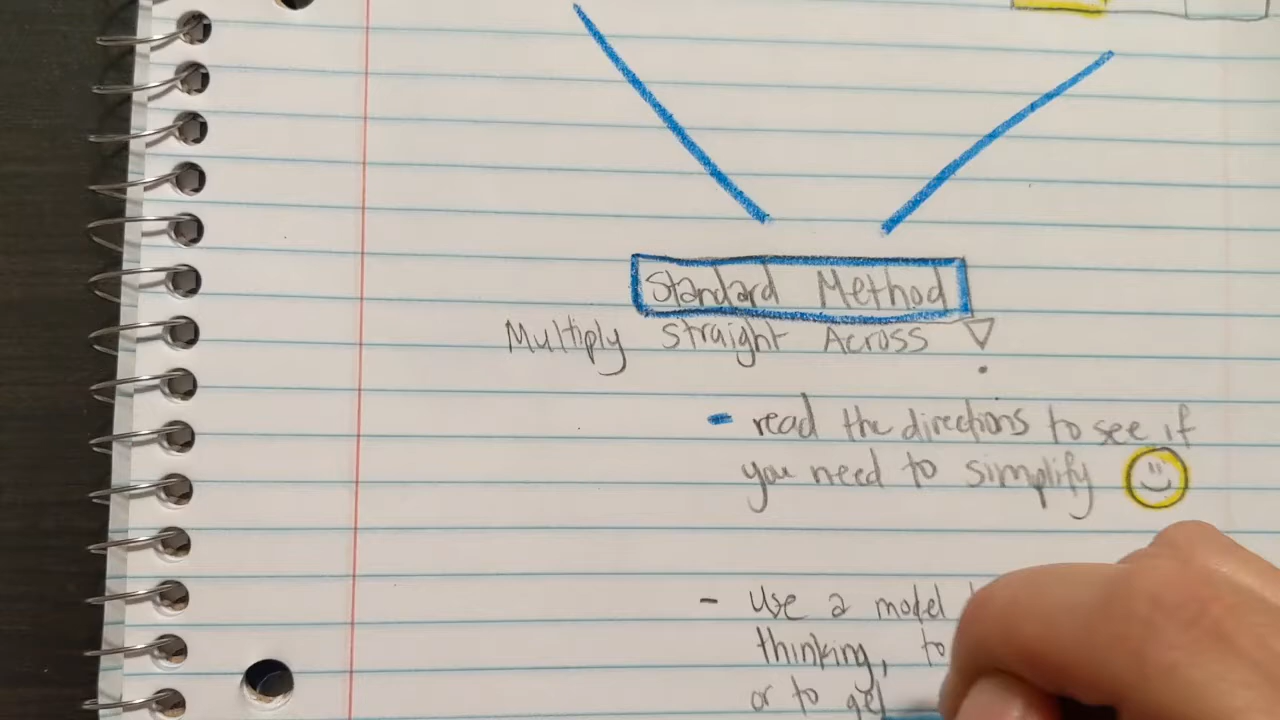 Standard Method
Multiply Straight Across !
- read the directions to see if
you need to simplify
- Use a model
thinking, to
or to get